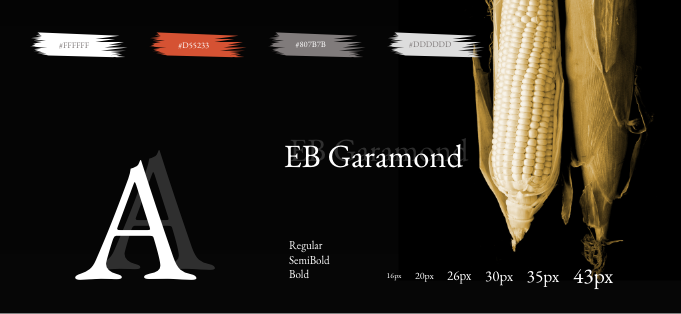 #FFFFFF
#D55233
#807B7B
#DDDDDD
EB Garamond
A
Regular
SemiBold
Bold
16px 20px 26px 30px 35px 43px